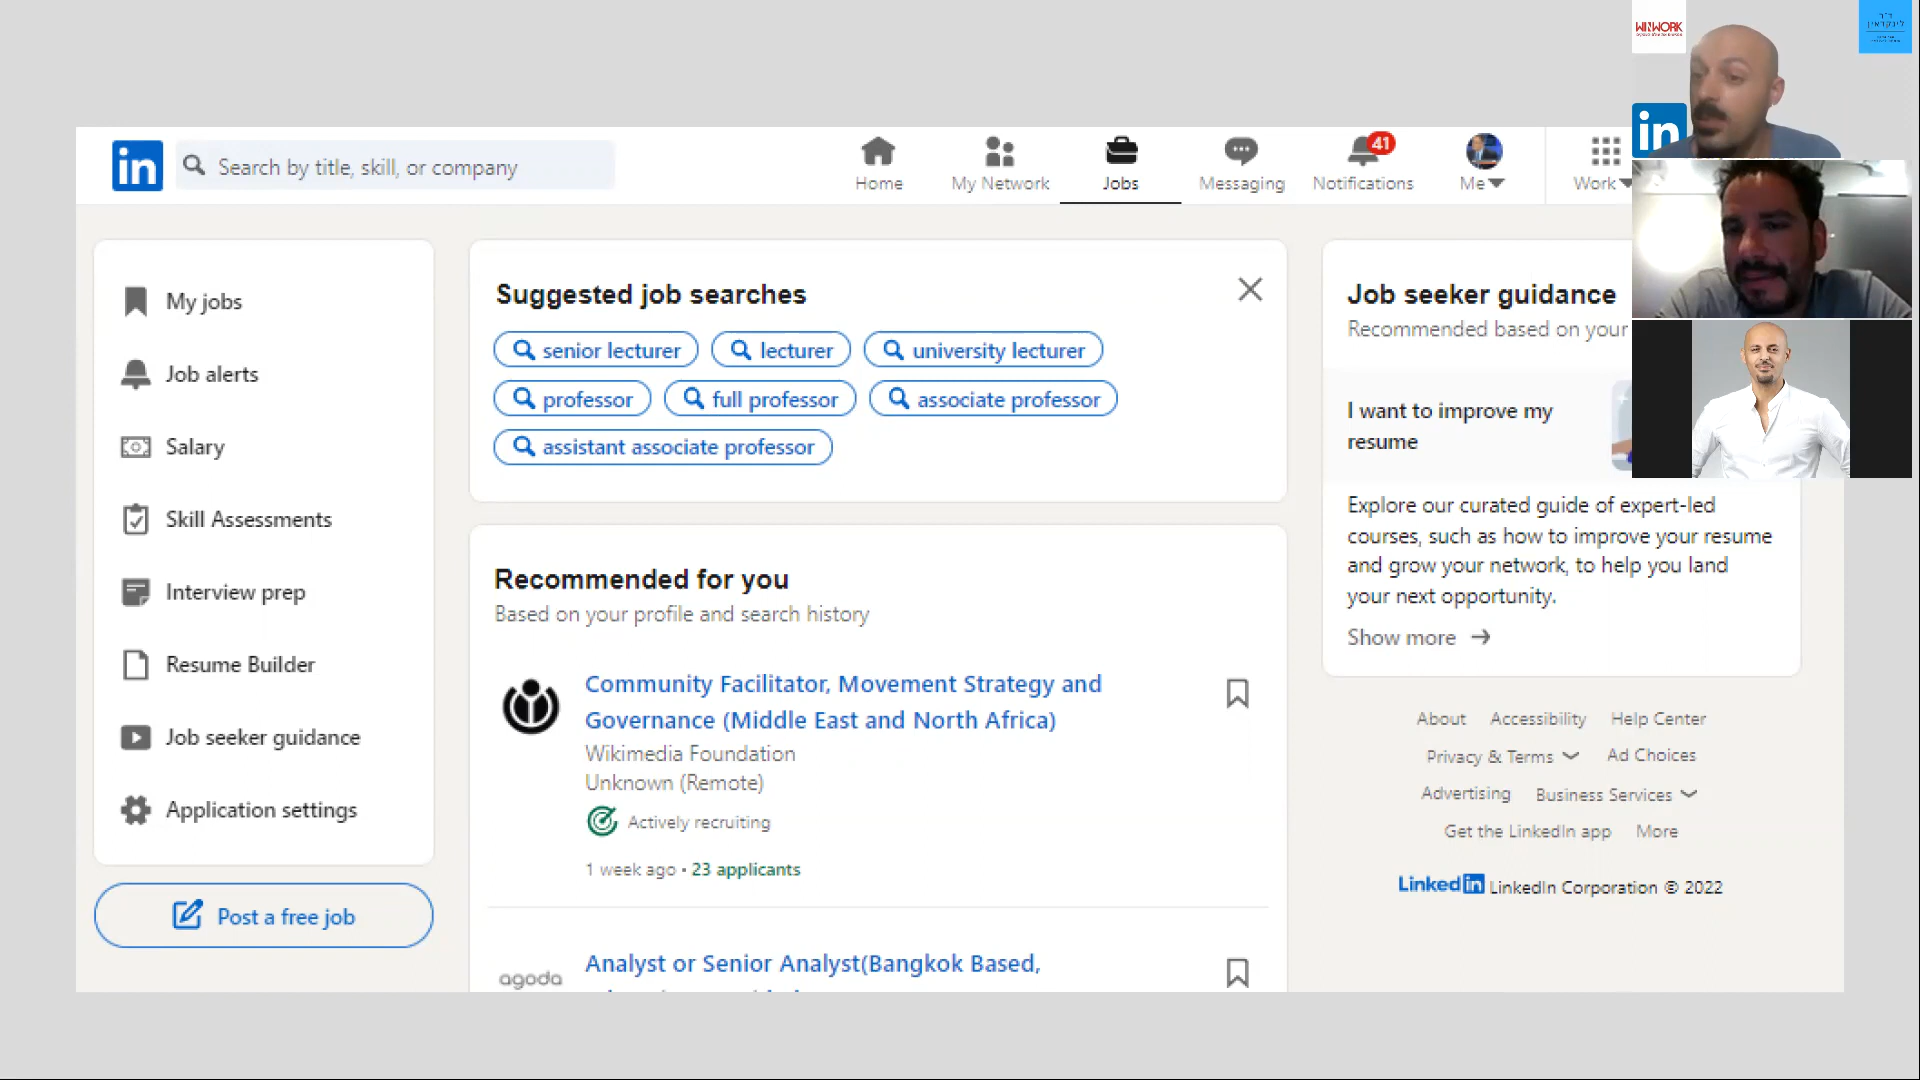 in
Search by title, skill, or company
Home
My Network
Jobs
Messaging
41
Notifications
Me
Work
My jobs
Job alerts
Salary
Skill Assessments
Interview prep
Resume Builder
Job seeker guidance
Application settings
Post a free job
Suggested job searches
senior lecturer
lecturer
university lecturer
professor
full professor
associate professor
assistant associate professor
Recommended for you
Based on your profile and search history
Community Facilitator, Movement Strategy and
Governance (Middle East and North Africa)
Wikimedia Foundation
Unknown (Remote)
Actively recruiting
1 week ago • 23 applicants
agoda
Analyst or Senior Analyst(Bangkok Based,
Job seeker guidance
Recommended based on your
I want to improve my
resume
Explore our curated guide of expert-led
courses, such as how to improve your resume
and grow your network, to help you land
your next opportunity.
Show more
About Accessibility Help Center
Privacy & Terms Ad Choices
Advertising Business Services
Get the LinkedIn app More
LinkedIn LinkedIn Corporation © 2022
WINWORK
ד"ר
לינקדאין
in